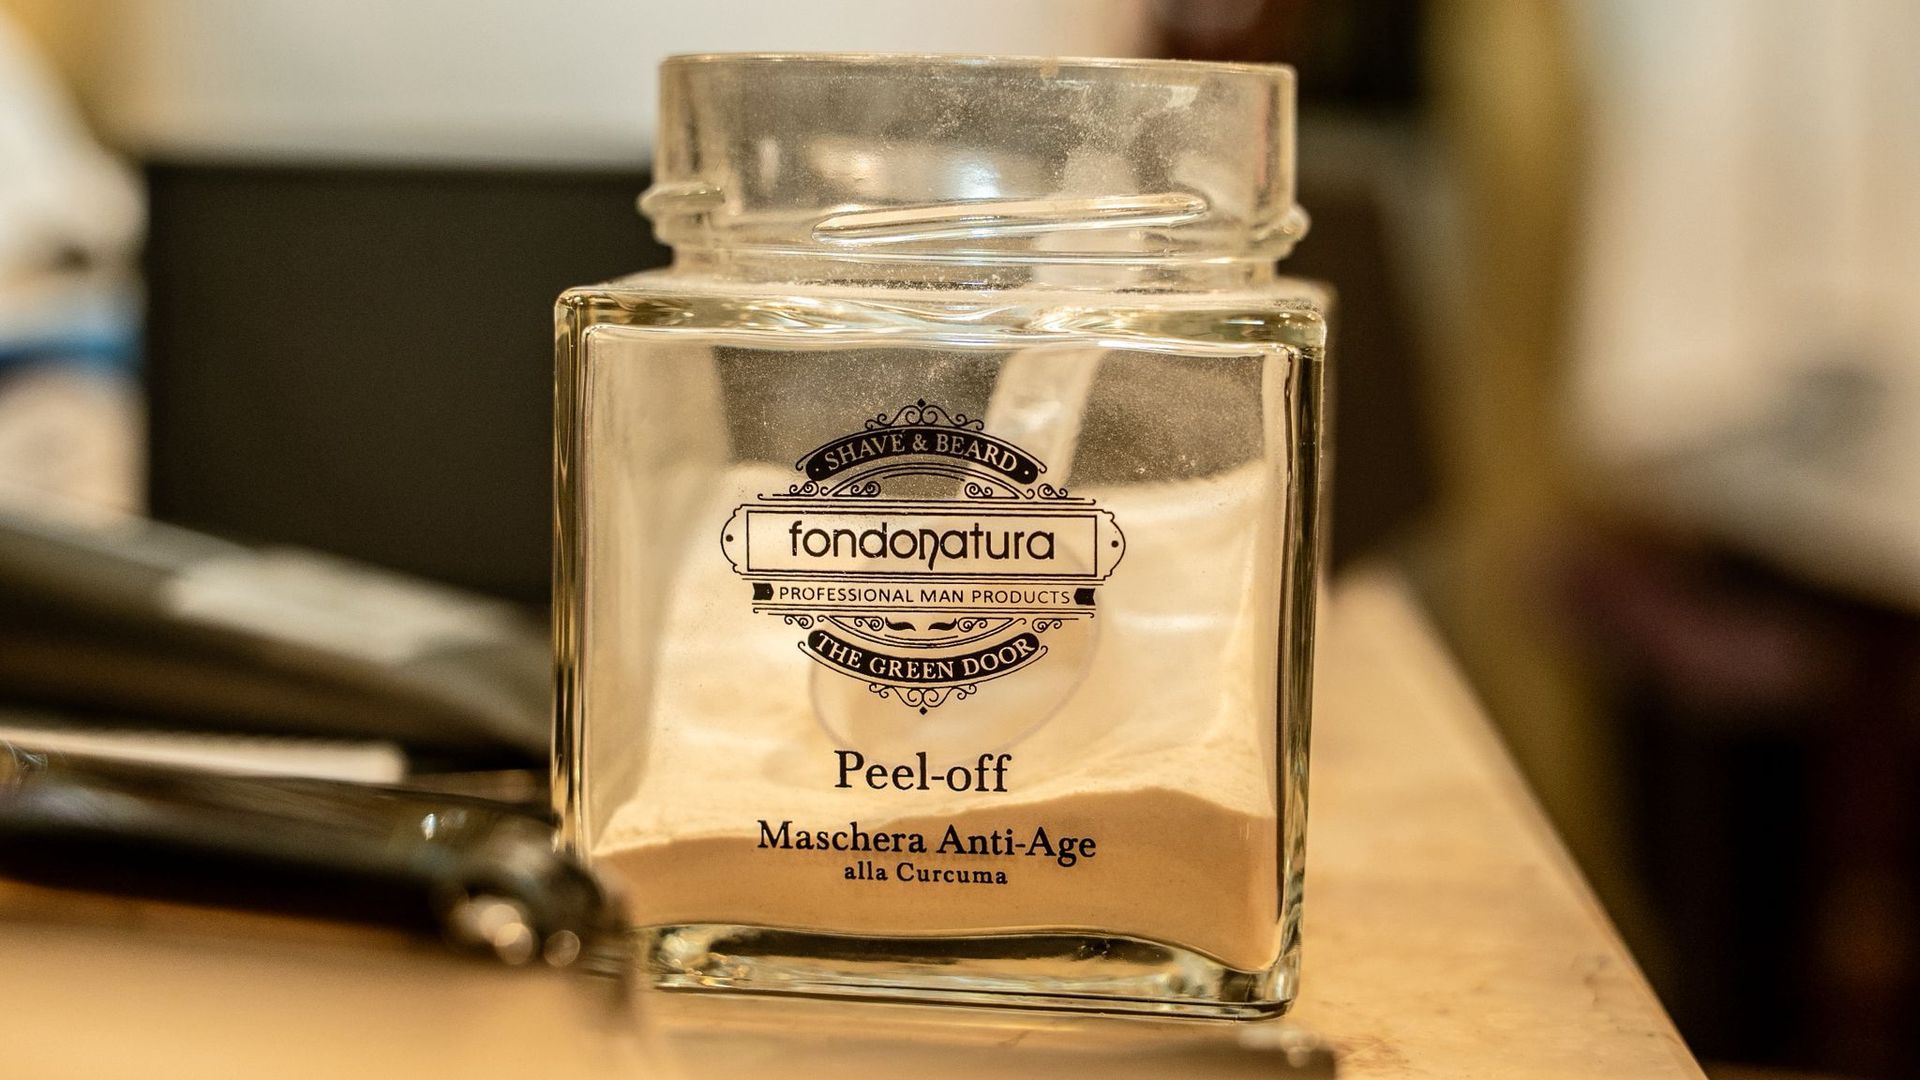 SHAVE & BEARD
fondonatura
PROFESSIONAL MAN PRODUCTS
THE GREEN DOOR
Peel-off
Maschera Anti-Age
alla Curcuma